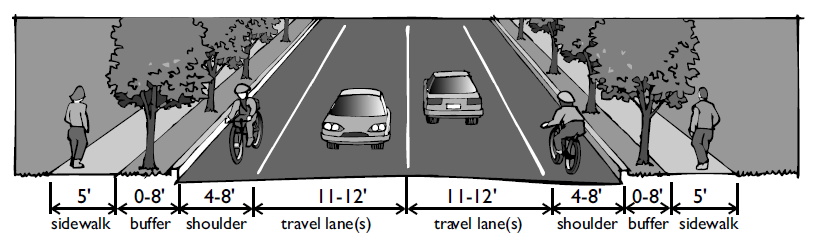 5' 0-8' 4-8' 11-12' 11-12' 4-8' 0-8' 5'
sidewalk buffer shoulder travel lane(s) travel lane(s) shoulder buffer sidewalk